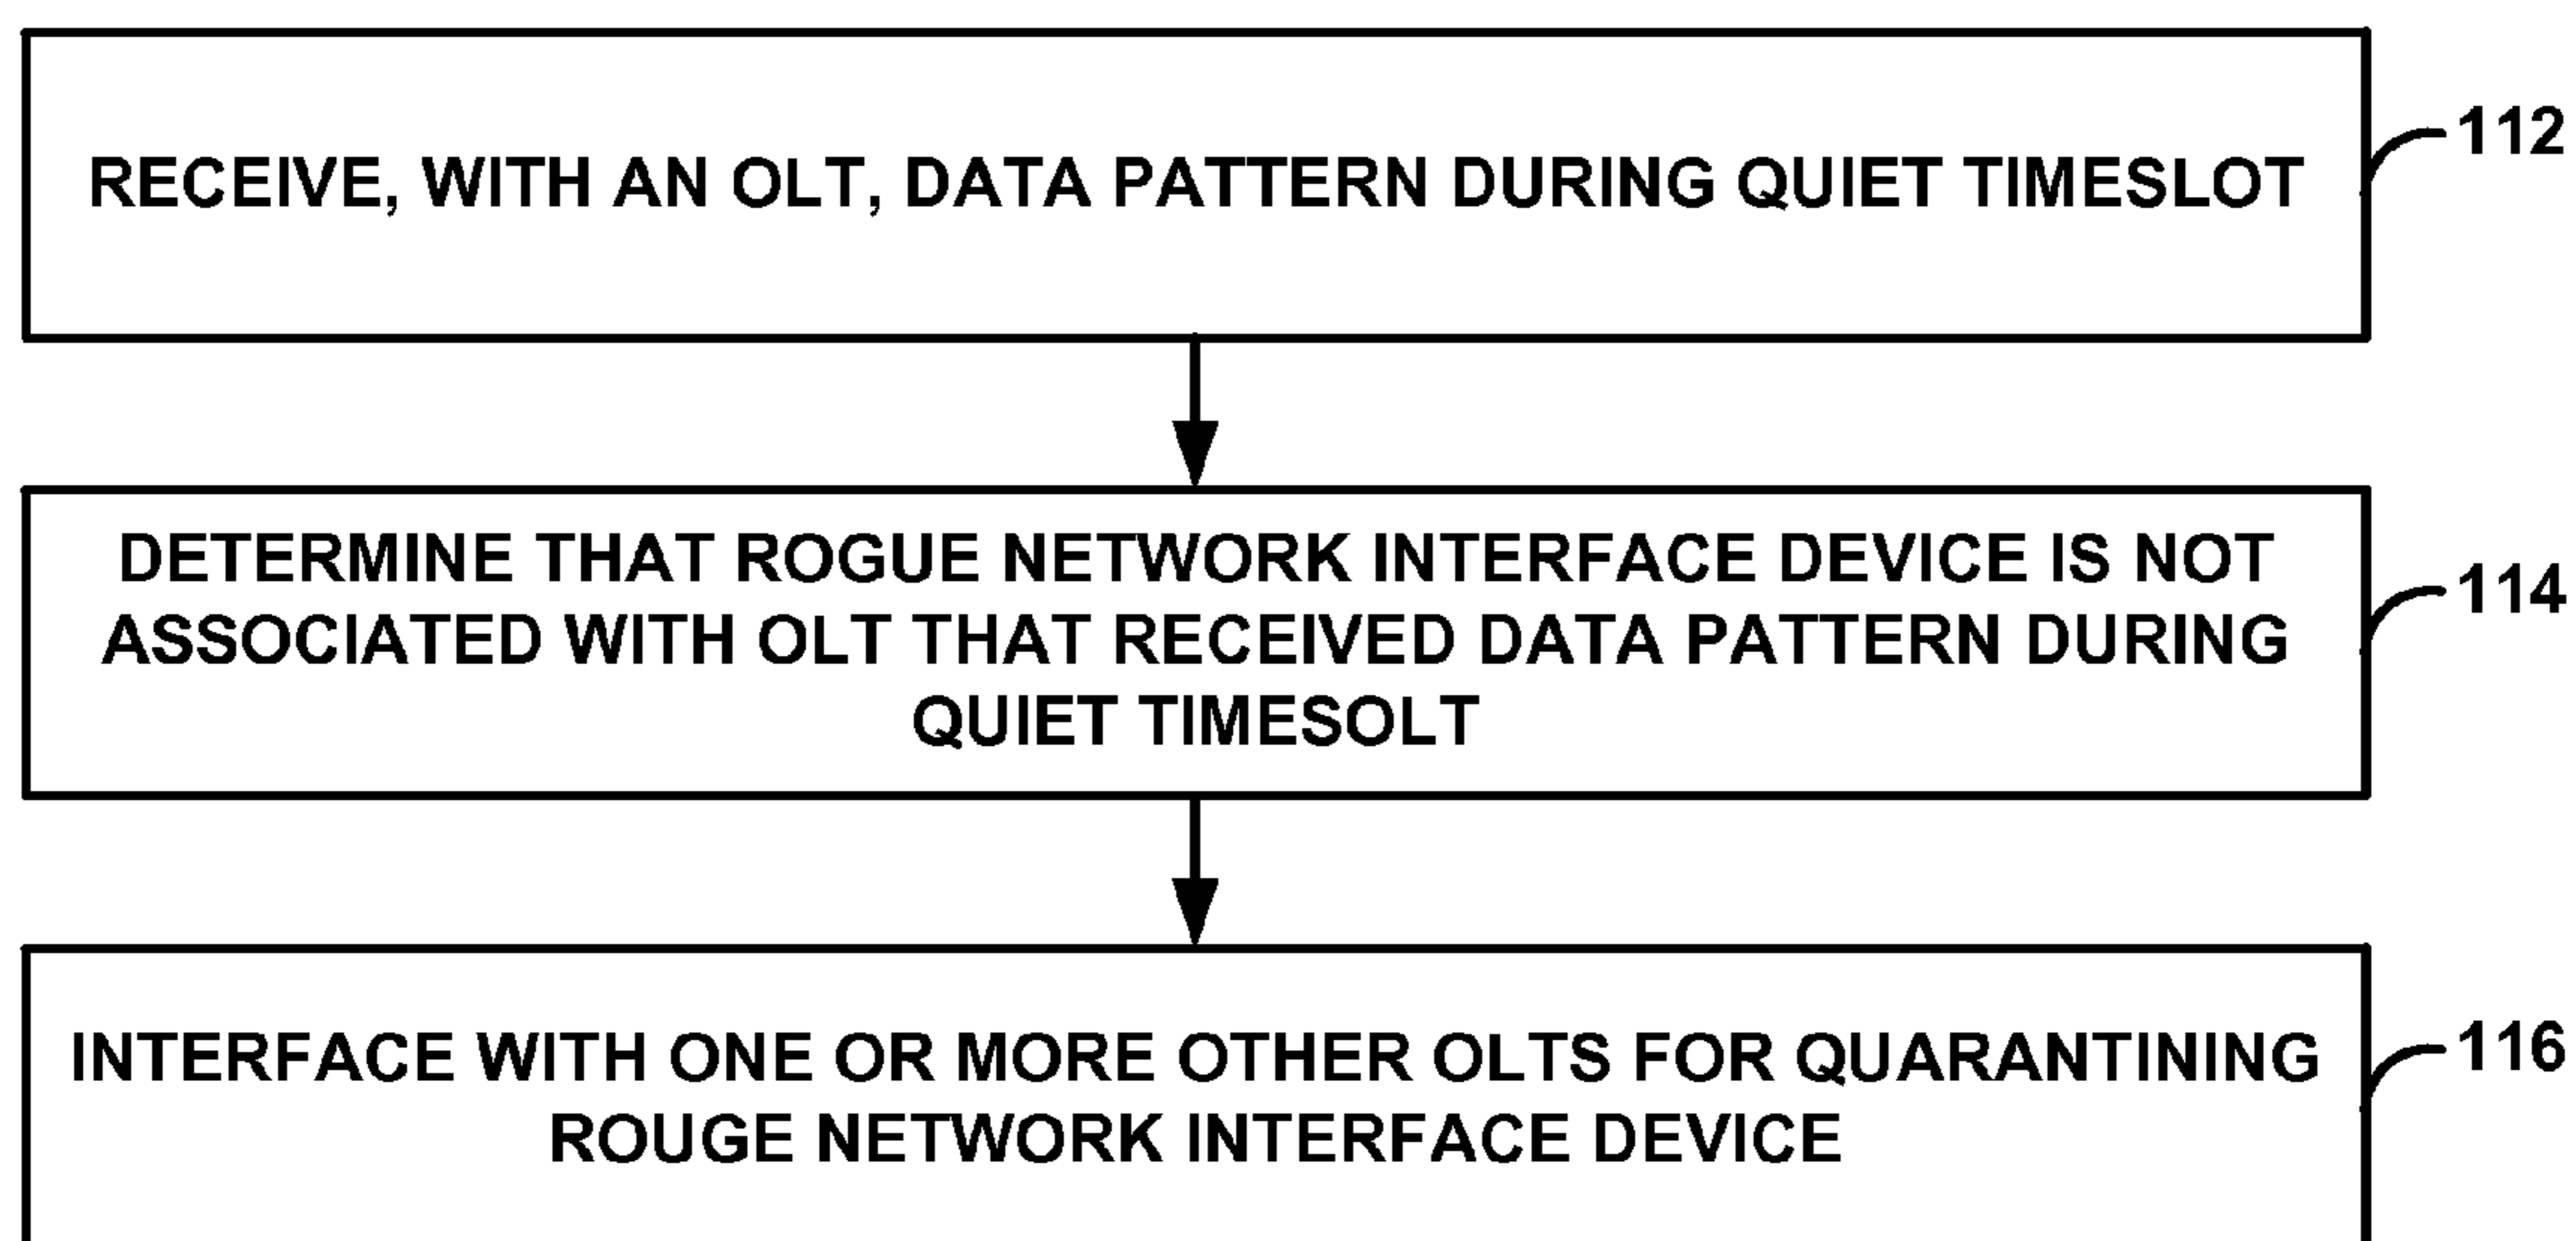 RECEIVE, WITH AN OLT, DATA PATTERN DURING QUIET TIMESLOT
112
DETERMINE THAT ROGUE NETWORK INTERFACE DEVICE IS NOT
ASSOCIATED WITH OLT THAT RECEIVED DATA PATTERN DURING
QUIET TIMESOLT
114
INTERFACE WITH ONE OR MORE OTHER OLTS FOR QUARANTINING
ROUGE NETWORK INTERFACE DEVICE
116